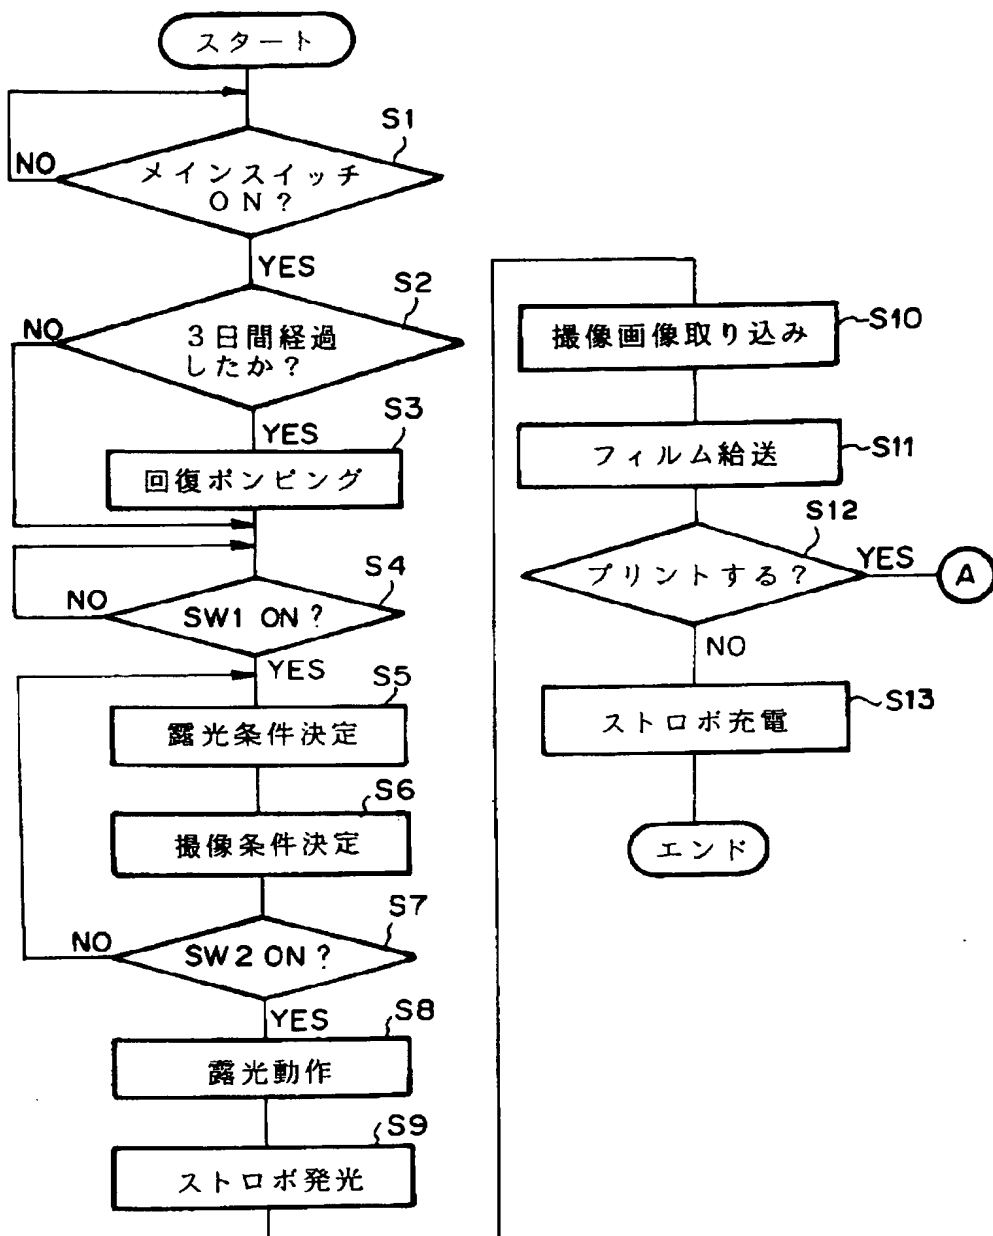 スタート
S1
NO
メインスイッチ
ON?
YES
S2
NO
3日間経過
したか?
YES
S3
回復ポンピング
S4
NO
SW1 ON?
YES
S5
露光条件決定
S6
撮像条件決定
S7
NO
SW2 ON?
YES
S8
露光動作
S9
ストロボ発光
撮像画像取り込み
S10
フィルム給送
S11
S12
プリントする?
YES
A
NO
ストロボ充電
S13
エンド